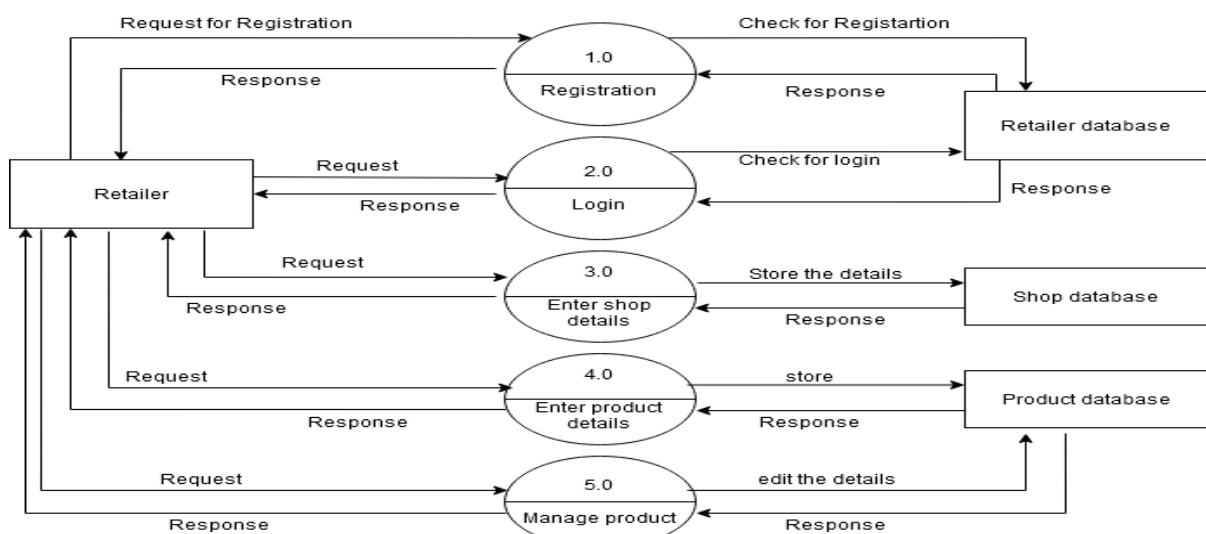 Request for Registration
Check for Registartion
1.0
Registration
Response
Response
Retailer database
Request
Check for login
2.0
Login
Retailer
Response
Response
Request
3.0
Enter shop
details
Store the details
Response
Response
Shop database
Request
4.0
Enter product
details
store
Response
Response
Product database
Request
5.0
Manage product
edit the details
Response
Response